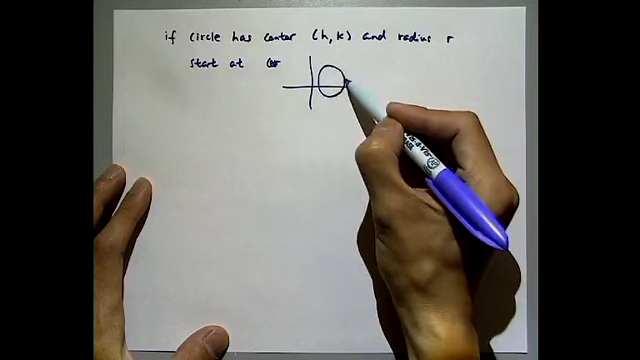 if circle has center (h, k) and radius r
start at